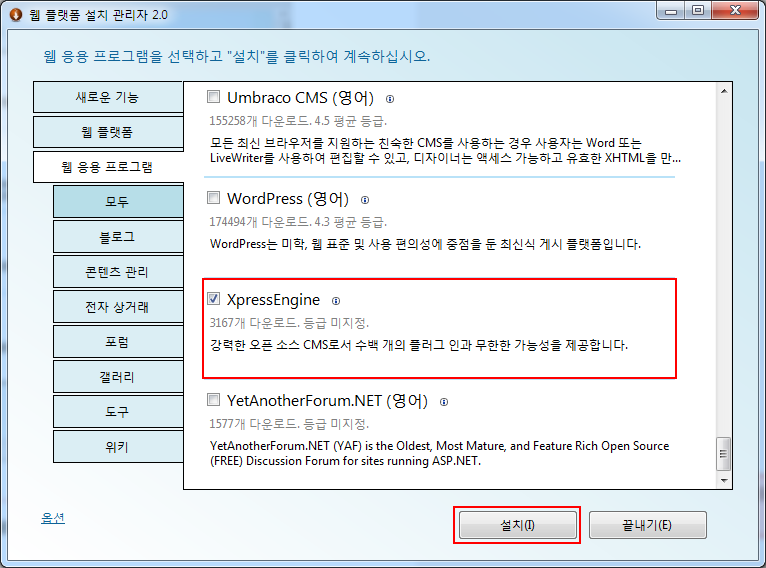 웹 플랫폼 설치 관리자 2.0
웹 응용 프로그램을 선택하고 "설치"를 클릭하여 계속하십시오.
새로운 기능
웹 플랫폼
웹 응용 프로그램
모두
블로그
콘텐츠 관리
전자 상거래
포럼
갤러리
도구
위키
Umbraco CMS (영어)
155258개 다운로드. 4.5 평균 등급.
모든 최신 브라우저를 지원하는 친숙한 CMS를 사용하는 경우 사용자는 Word 또는
LiveWriter를 사용하여 편집할 수 있고, 디자이너는 액세스 가능하고 유효한 XHTML을 만...
WordPress (영어)
174494개 다운로드. 4.3 평균 등급.
WordPress는 미학, 웹 표준 및 사용 편의성에 중점을 둔 최신식 게시 플랫폼입니다.
XpressEngine
3167개 다운로드. 등급 미지정.
강력한 오픈 소스 CMS로서 수백 개의 플러그 인과 무한한 가능성을 제공합니다.
YetAnotherForum.NET (영어)
1577개 다운로드. 등급 미지정.
YetAnotherForum.NET (YAF) is the Oldest, Most Mature, and Feature Rich Open Source
(FREE) Discussion Forum for sites running ASP.NET.
옵션
설치(I)
끝내기(E)